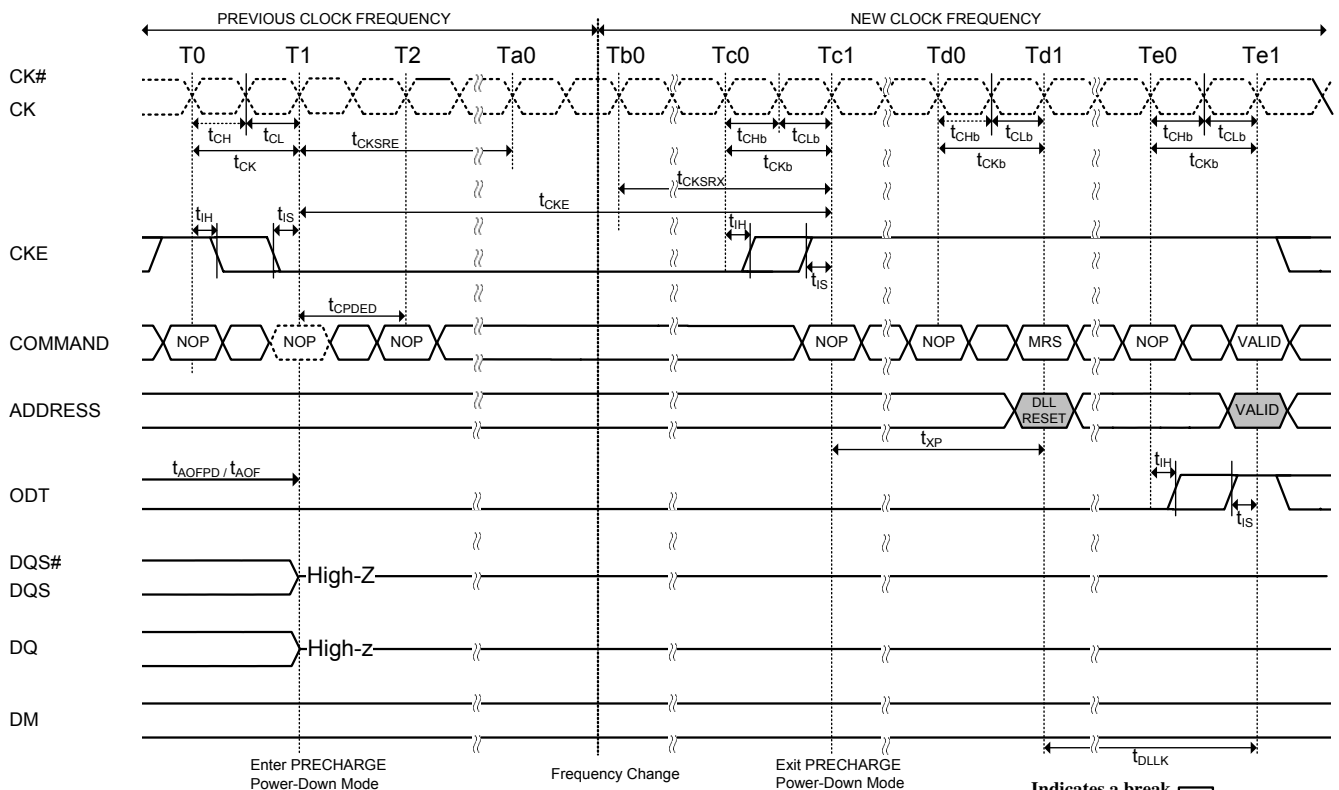 PREVIOUS CLOCK FREQUENCY NEW CLOCK FREQUENCY
T0 T1 T2 Ta0 Tb0 Tc0 Tc1 Td0 Td1 Te0 Te1
CK#
CK
tCH tCL tCHb tCLb tCHb tCLb tCHb tCLb
tCK tCKSRE tCKb tCKb tCKb
tCKSRX
tCKE
tIH tIS tIH
CKE
tIS
tCPDED
COMMAND NOP NOP NOP NOP NOP MRS NOP VALID
ADDRESS DLL RESET VALID
tXP
tAOFPD / tAOF tIH
ODT
tIS
DQS#
High-Z
DQS
DQ High-z
DM
tDLLK
Enter PRECHARGE
Power-Down Mode
Frequency Change
Exit PRECHARGE
Power-Down Mode
Indicates a break